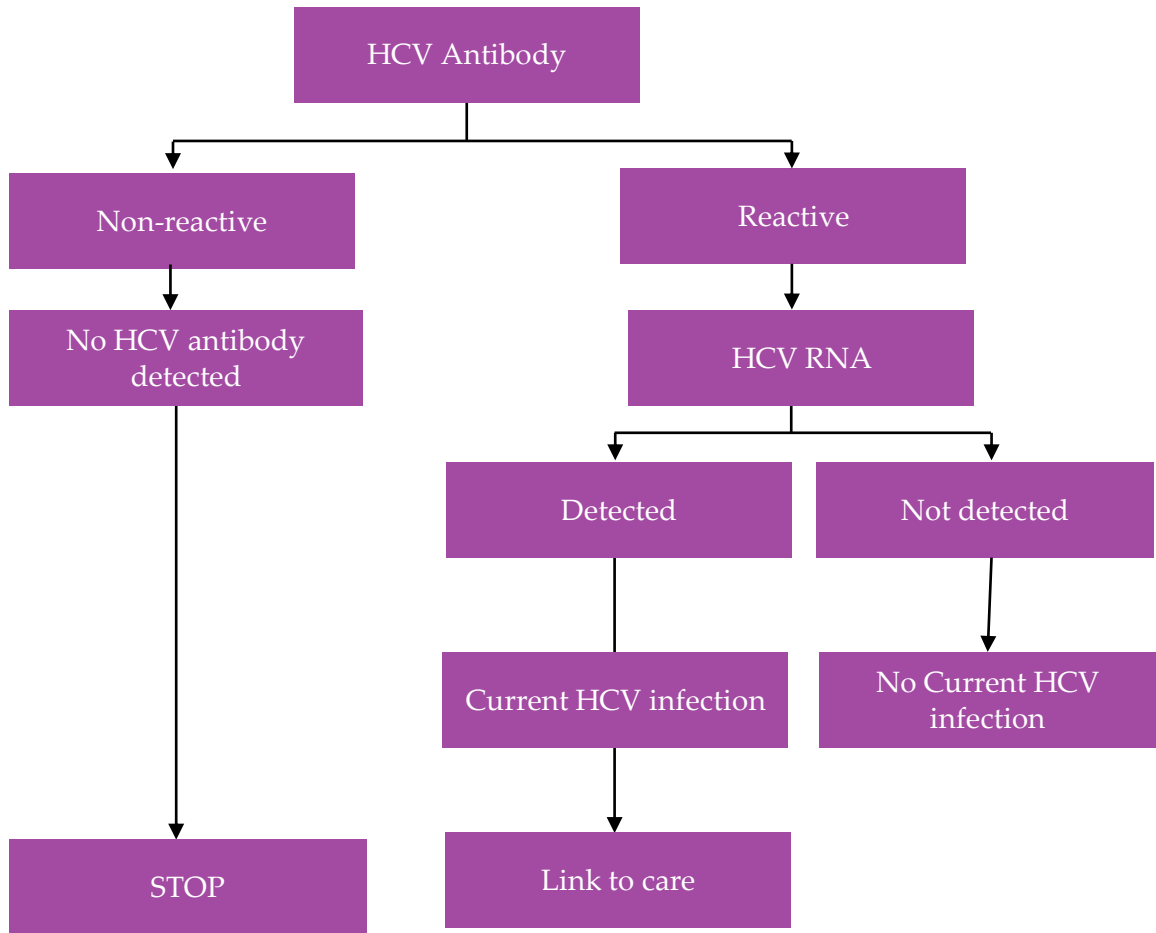 HCV Antibody
Non-reactive
Reactive
No HCV antibody
detected
HCV RNA
Detected
Not detected
Current HCV infection
No Current HCV
infection
STOP
Link to care